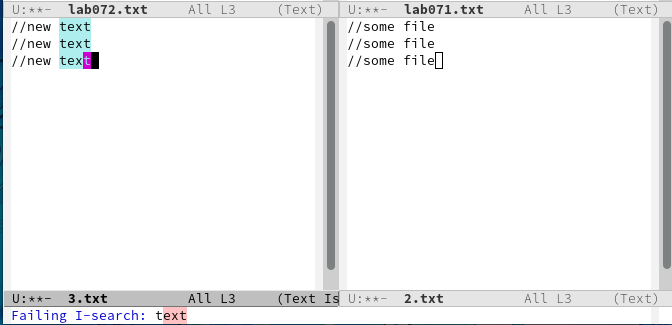 U:**-  lab072.txt     All L3     (Text)
//new text
//new text
//new text
U:**-  3.txt          All L3     (Text Is
U:**-  lab071.txt     All L3     (Text)
//some file
//some file
//some file
U:**-  2.txt          All L3     (Text)
Failing I-search: text